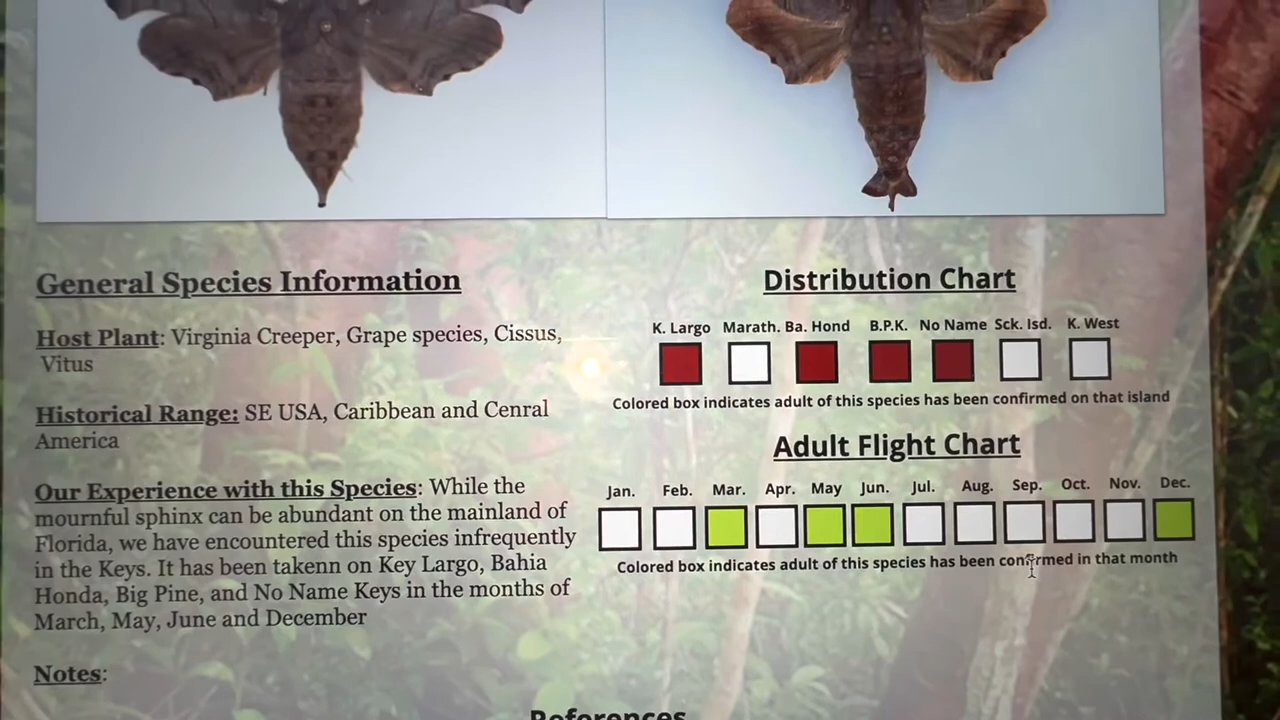 General Species Information
Host Plant: Virginia Creeper, Grape species, Cissus,
Vitus
Historical Range: SE USA, Caribbean and Cenral
America
Our Experience with this Species: While the
mournful sphinx can be abundant on the mainland of
Florida, we have encountered this species infrequently
in the Keys. It has been takenn on Key Largo, Bahia
Honda, Big Pine, and No Name Keys in the months of
March, May, June and December
Notes:
Distribution Chart
K. Largo Marath. Ba. Hond B.P.K. No Name Sck. Isd. K. West
Colored box indicates adult of this species has been confirmed on that island
Adult Flight Chart
Jan. Feb. Mar. Apr. May Jun. Jul. Aug. Sep. Oct. Nov. Dec.
Colored box indicates adult of this species has been confirmed in that month
References